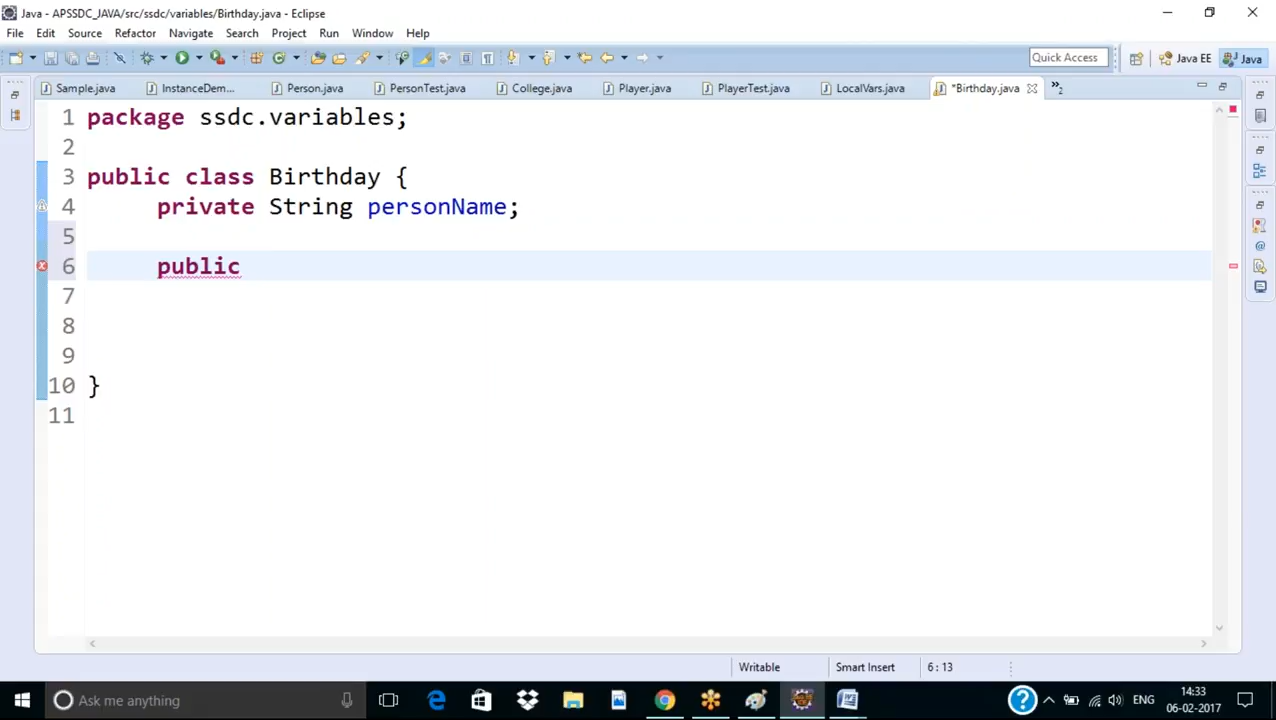 Java - APSSDC_JAVA/src/ssdc/variables/Birthday.java - Eclipse
File Edit Source Refactor Navigate Search Project Run Window Help
Quick Access Java EE Java
Sample.java InstanceDem... Person.java PersonTest.java College.java Player.java PlayerTest.java LocalVars.java *Birthday.java »2
1 package ssdc.variables;
2
3 public class Birthday {
4 private String personName;
5
6 public
7
8
9
10 }
11
Writable Smart Insert 6 : 13
Ask me anything ENG 14:33
06-02-2017